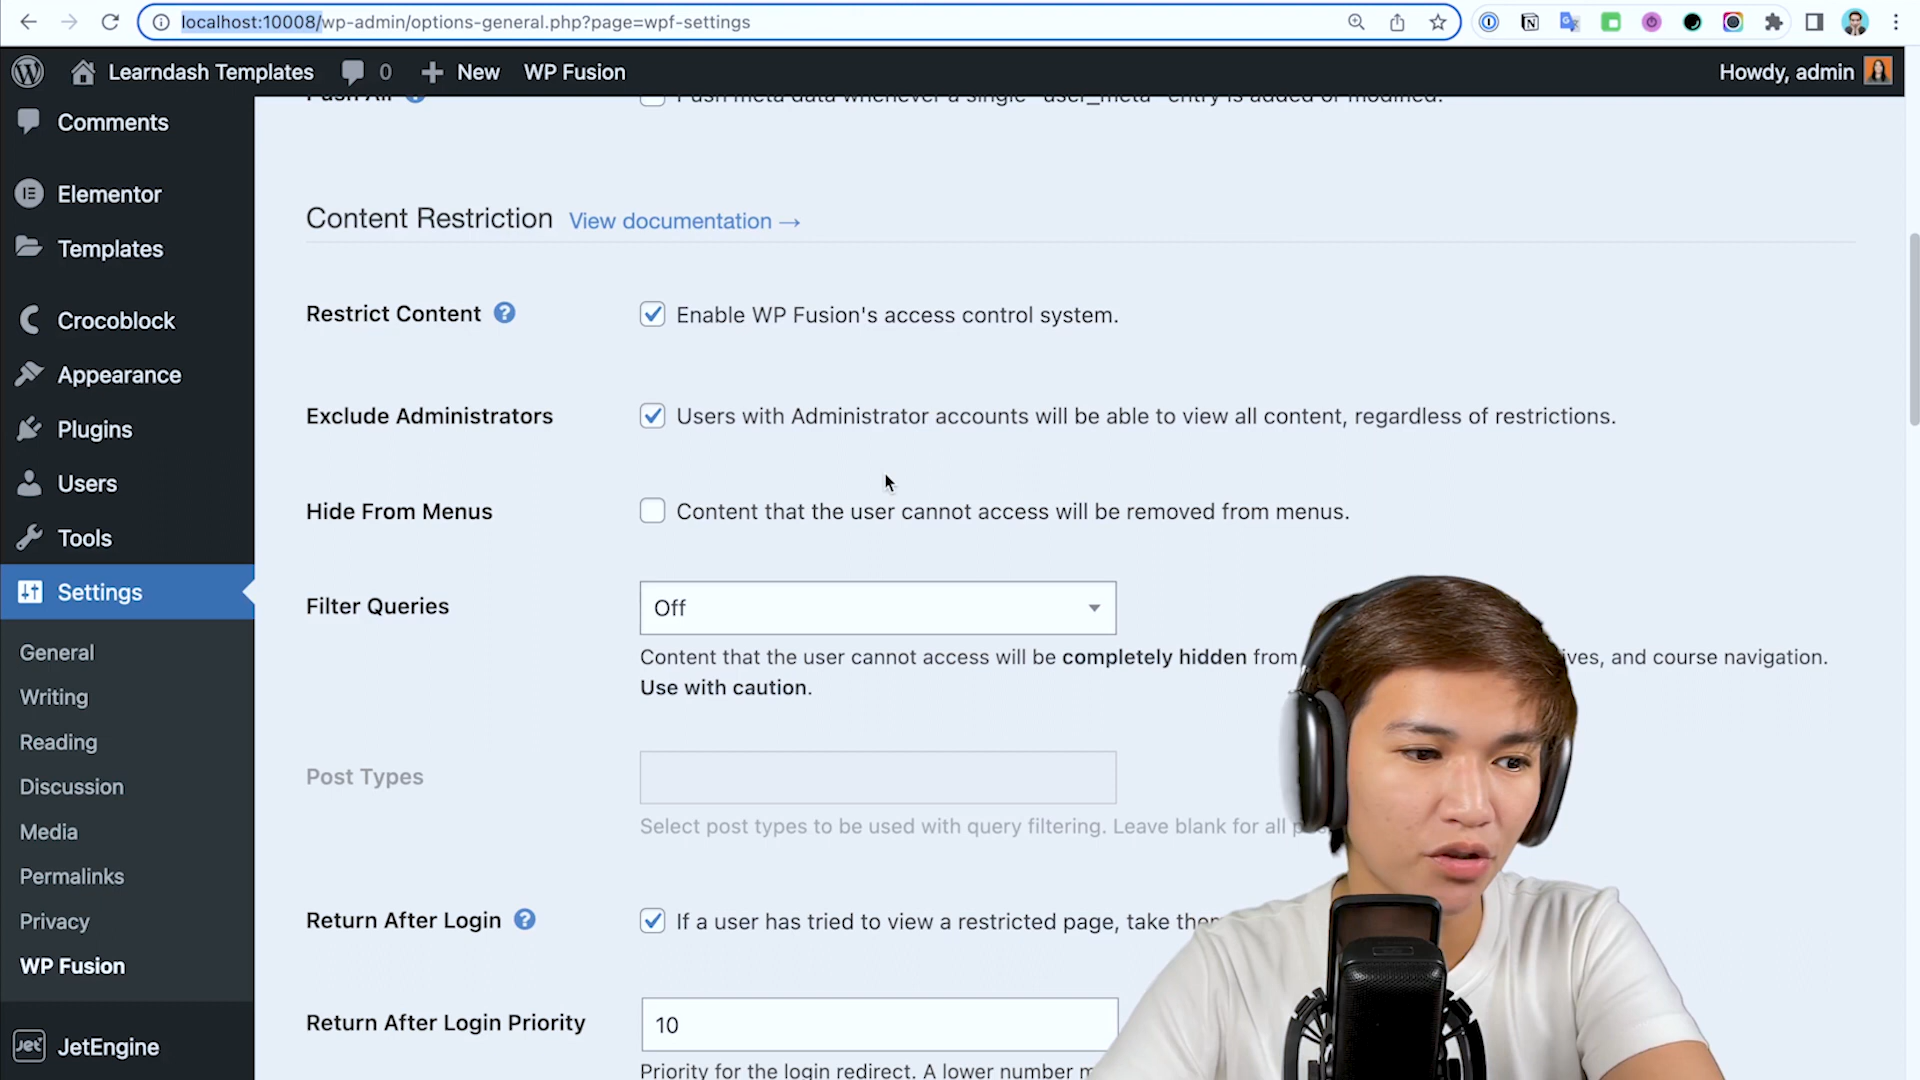 localhost:10008/wp-admin/options-general.php?page=wpf-settings
Learndash Templates
0
New
WP Fusion
Howdy, admin
Push All
Push meta data whenever a single "user_meta" entry is added or modified.
Comments
Elementor
Templates
Crocoblock
Appearance
Plugins
Users
Tools
Settings
General
Writing
Reading
Discussion
Media
Permalinks
Privacy
WP Fusion
JetEngine
Content Restriction View documentation →
Restrict Content
Enable WP Fusion's access control system.
Exclude Administrators
Users with Administrator accounts will be able to view all content, regardless of restrictions.
Hide From Menus
Content that the user cannot access will be removed from menus.
Filter Queries
Off
Content that the user cannot access will be completely hidden from ives, and course navigation.
Use with caution.
Post Types
Select post types to be used with query filtering. Leave blank for all
Return After Login
If a user has tried to view a restricted page, take
Return After Login Priority
10
Priority for the login redirect. A lower number